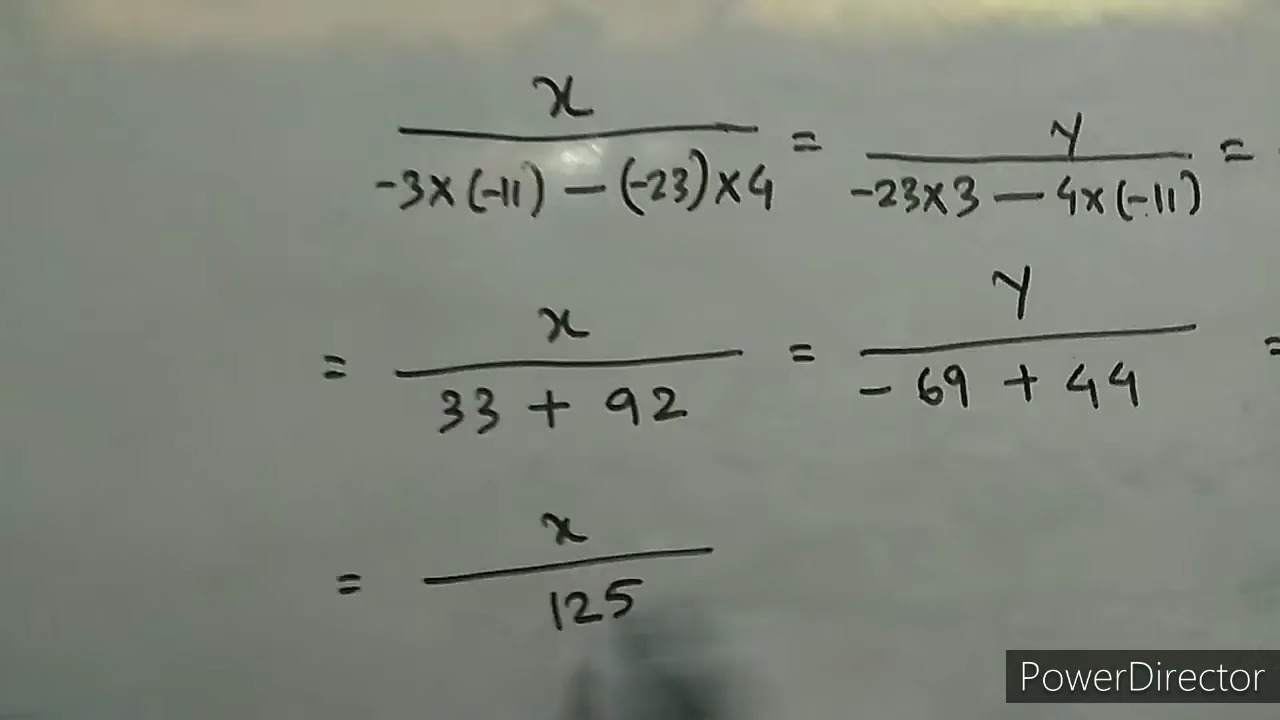 x / -3x(-11) - (-23)x4 = y / -23x3 - 4x(-11) =
= x / 33 + 92 = y / -69 + 44 =
= x / 125
PowerDirector